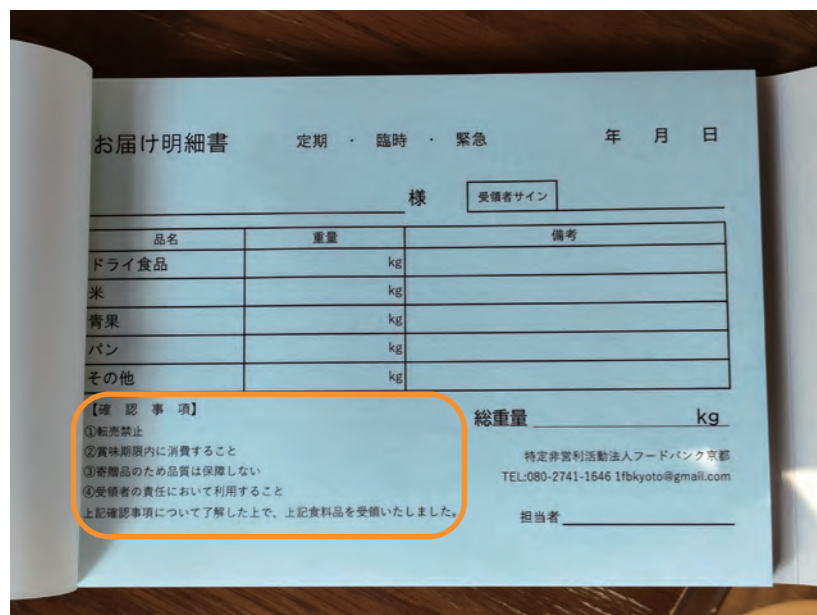 お届け明細書 定期 ・ 臨時 ・ 緊急 年 月 日
様 受領者サイン
品名 重量 備考
ドライ食品 kg
米 kg
青果 kg
パン kg
その他 kg
【確 認 事 項】
①転売禁止
②賞味期限内に消費すること
③寄贈品のため品質は保障しない
④受領者の責任において利用すること
上記確認事項について了解した上で、上記食料品を受領いたしました。
総重量 kg
特定非営利活動法人フードバンク京都
TEL:080-2741-1646 1fbkyoto@gmail.com
担当者